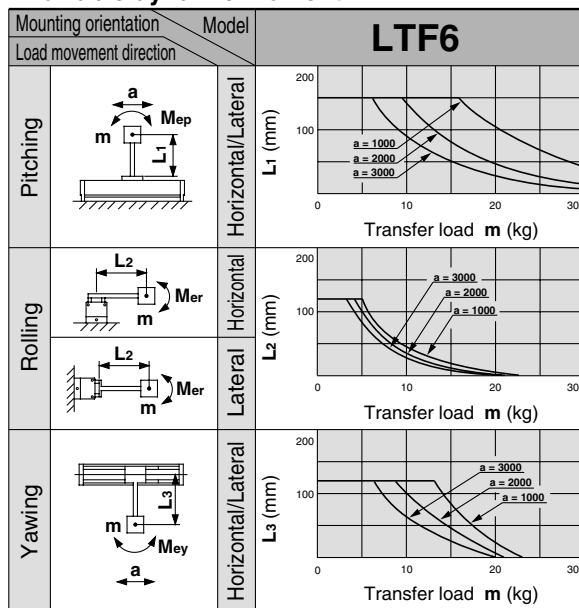 Mounting orientation Model
Load movement direction
LTF6
Pitching
a
Mep
m
L1
Horizontal/Lateral
L1 (mm)
200
100
a = 1000
a = 2000
a = 3000
0 10 20 30
Transfer load m (kg)
Rolling
L2
Mer
m
Horizontal
L2
Mer
m
Lateral
L2 (mm)
200
100
a = 3000
a = 2000
a = 1000
0 10 20 30
Transfer load m (kg)
Yawing
L3
m
Mey
a
Horizontal/Lateral
L3 (mm)
200
100
a = 3000
a = 2000
a = 1000
0 10 20 30
Transfer load m (kg)